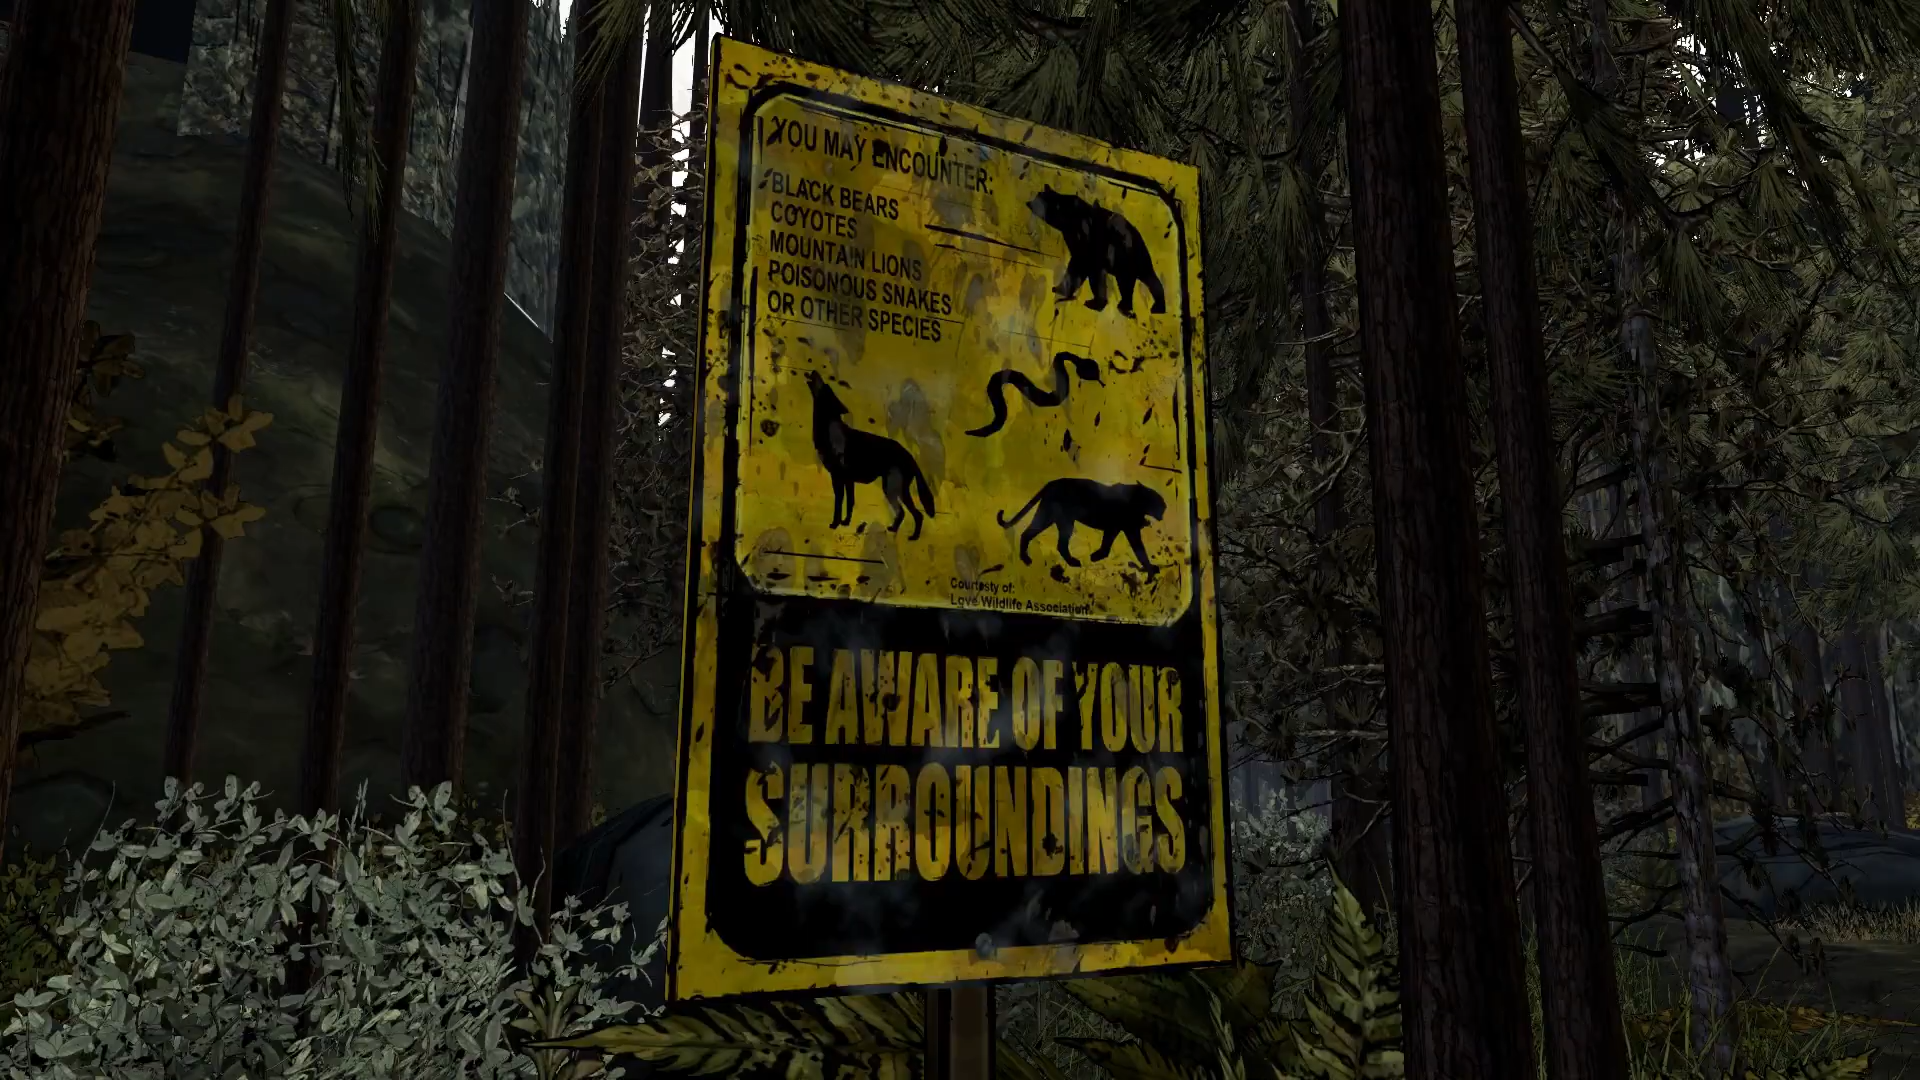 YOU MAY ENCOUNTER:
BLACK BEARS
COYOTES
MOUNTAIN LIONS
POISONOUS SNAKES
OR OTHER SPECIES
Courtesty of:
Love Wildlife Association
BE AWARE OF YOUR
SURROUNDINGS